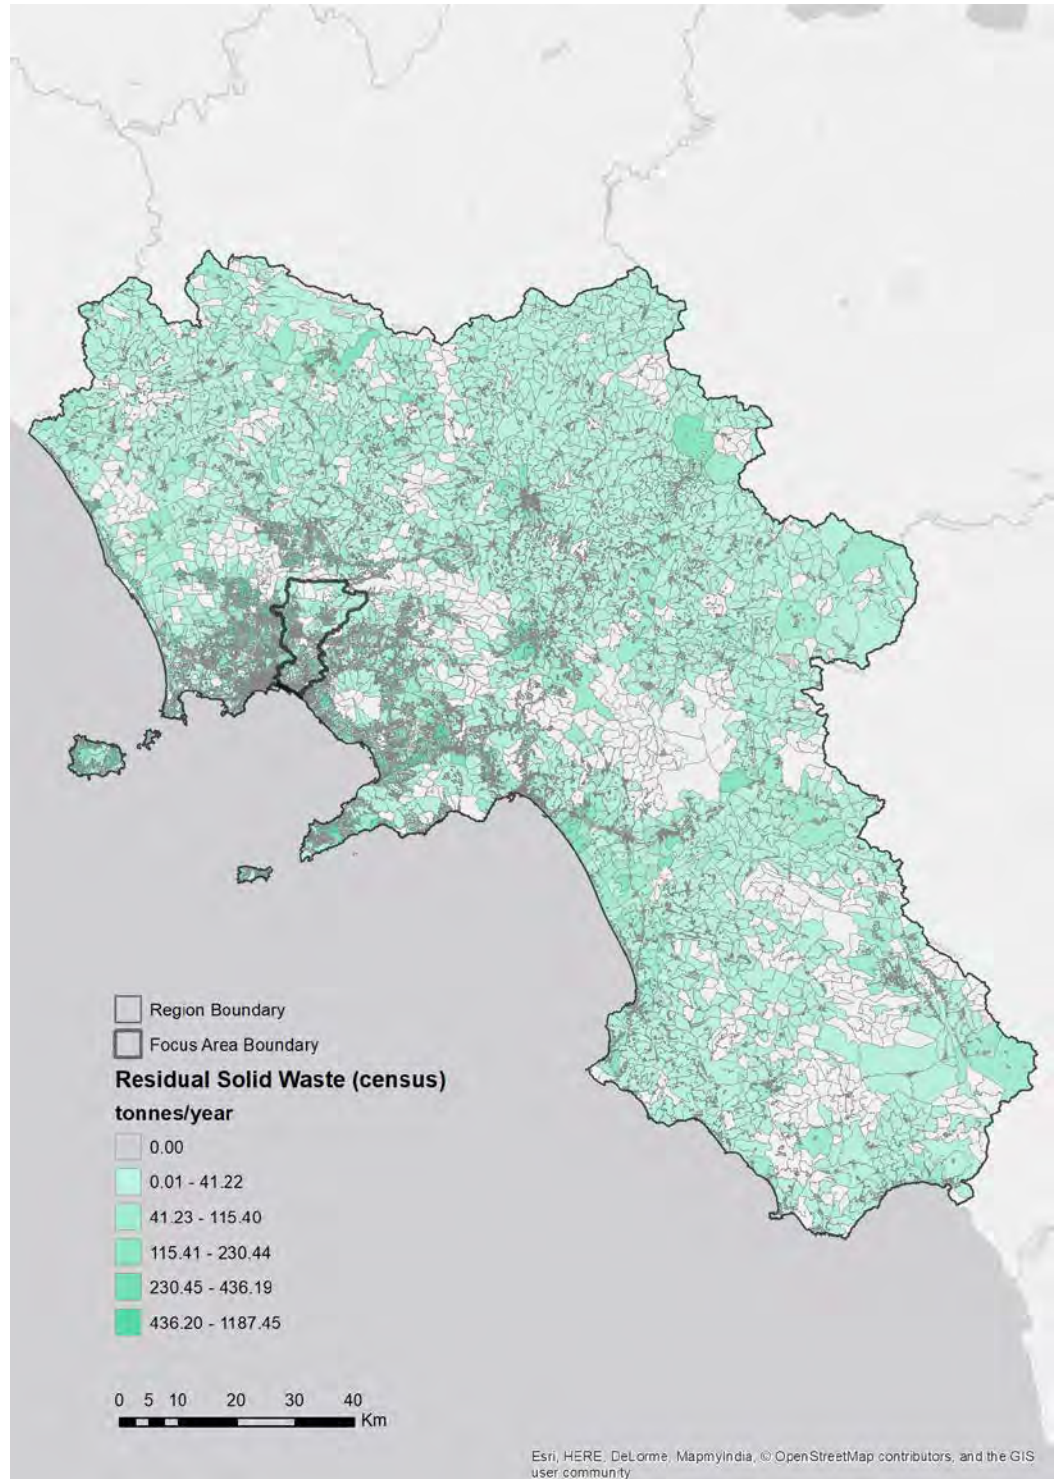 Region Boundary
Focus Area Boundary
Residual Solid Waste (census)
tonnes/year
0.00
0.01 - 41.22
41.23 - 115.40
115.41 - 230.44
230.45 - 436.19
436.20 - 1187.45
0 5 10 20 30 40
Km
Esri, HERE, DeLorme, MapmyIndia, © OpenStreetMap contributors, and the GIS
user community